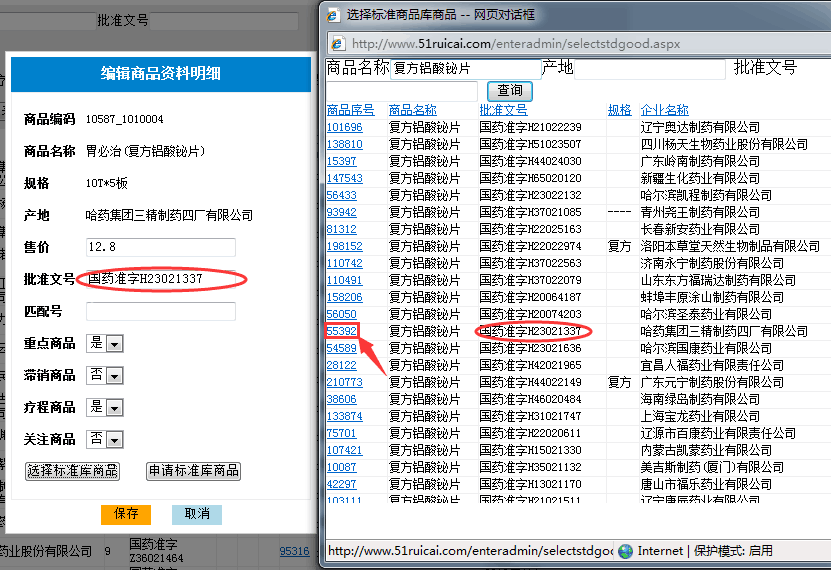 批准文号
编辑商品资料明细
商品编码 10587_1010004
商品名称 胃必治(复方铝酸铋片)
规格 10T*5板
产地 哈药集团三精制药四厂有限公司
售价 12.8
批准文号 国药准字H23021337
匹配号
重点商品 是
滞销商品 否
疗程商品 是
关注商品 否
选择标准库商品 申请标准库商品
保存 取消
药业股份有限公司 9 国药准字 95316
Z36021464
选择标准商品库商品 -- 网页对话框
http://www.51ruicai.com/enteradmin/selectstdgood.aspx
商品名称 复方铝酸铋片 产地 批准文号
查询
商品序号 商品名称 批准文号 规格 企业名称
101696 复方铝酸铋片 国药准字H21022239 辽宁奥达制药有限公司
138810 复方铝酸铋片 国药准字H51023507 四川杨天生物药业股份有限公司
15397 复方铝酸铋片 国药准字H44024030 广东岭南制药有限公司
147543 复方铝酸铋片 国药准字H65020120 新疆生化药业有限公司
56433 复方铝酸铋片 国药准字H23022132 哈尔滨凯程制药有限公司
93942 复方铝酸铋片 国药准字H37021085 ---- 青州尧王制药有限公司
81312 复方铝酸铋片 国药准字H22025163 长春新安药业有限公司
198152 复方铝酸铋片 国药准字H22022974 复方 洛阳本草堂天然生物制品有限公司
110742 复方铝酸铋片 国药准字H37022563 济南永宁制药股份有限公司
110491 复方铝酸铋片 国药准字H37022079 山东东方福瑞达制药有限公司
158206 复方铝酸铋片 国药准字H20064187 蚌埠丰原涂山制药有限公司
56050 复方铝酸铋片 国药准字H20074203 哈尔滨圣泰药业有限公司
55392 复方铝酸铋片 国药准字H23021337 哈药集团三精制药四厂有限公司
54589 复方铝酸铋片 国药准字H23021636 哈尔滨国康药业有限公司
28122 复方铝酸铋片 国药准字H42021965 宜昌人福药业有限责任公司
210773 复方铝酸铋片 国药准字H44022149 复方 广东元宁制药股份有限公司
38606 复方铝酸铋片 国药准字H46020484 海南绿岛制药有限公司
133874 复方铝酸铋片 国药准字H31021747 上海宝龙药业有限公司
75701 复方铝酸铋片 国药准字H22020611 辽源市百康药业有限责任公司
107421 复方铝酸铋片 国药准字H15021330 内蒙古凯蒙药业有限公司
10087 复方铝酸铋片 国药准字H35021132 美吉斯制药(厦门)有限公司
42297 复方铝酸铋片 国药准字H13021170 唐山市福乐药业有限公司
103111 复方铝酸铋片 国药准字H21021511 辽宁康辰药业有限公司
http://www.51ruicai.com/enteradmin/selectstdgoo Internet | 保护模式: 启用